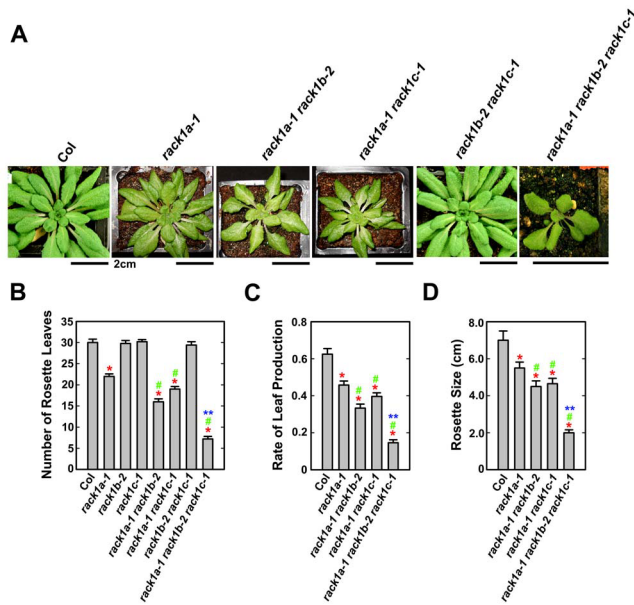 A
Col
rack1a-1
rack1a-1 rack1b-2
rack1a-1 rack1c-1
rack1b-2 rack1c-1
rack1a-1 rack1b-2 rack1c-1
2cm
B
Number of Rosette Leaves
35
30
25
20
15
10
5
0
*
#
*
#
*
**
#
*
Col
rack1a-1
rack1b-2
rack1c-1
rack1a-1 rack1b-2
rack1a-1 rack1c-1
rack1b-2 rack1c-1
rack1a-1 rack1b-2 rack1c-1
C
Rate of Leaf Production
0.8
0.6
0.4
0.2
0
*
#
*
#
*
**
#
*
Col
rack1a-1
rack1a-1 rack1b-2
rack1a-1 rack1c-1
rack1a-1 rack1b-2 rack1c-1
D
Rosette Size (cm)
8.0
6.0
4.0
2.0
0
*
#
*
#
*
**
#
*
Col
rack1a-1
rack1a-1 rack1b-2
rack1a-1 rack1c-1
rack1a-1 rack1b-2 rack1c-1